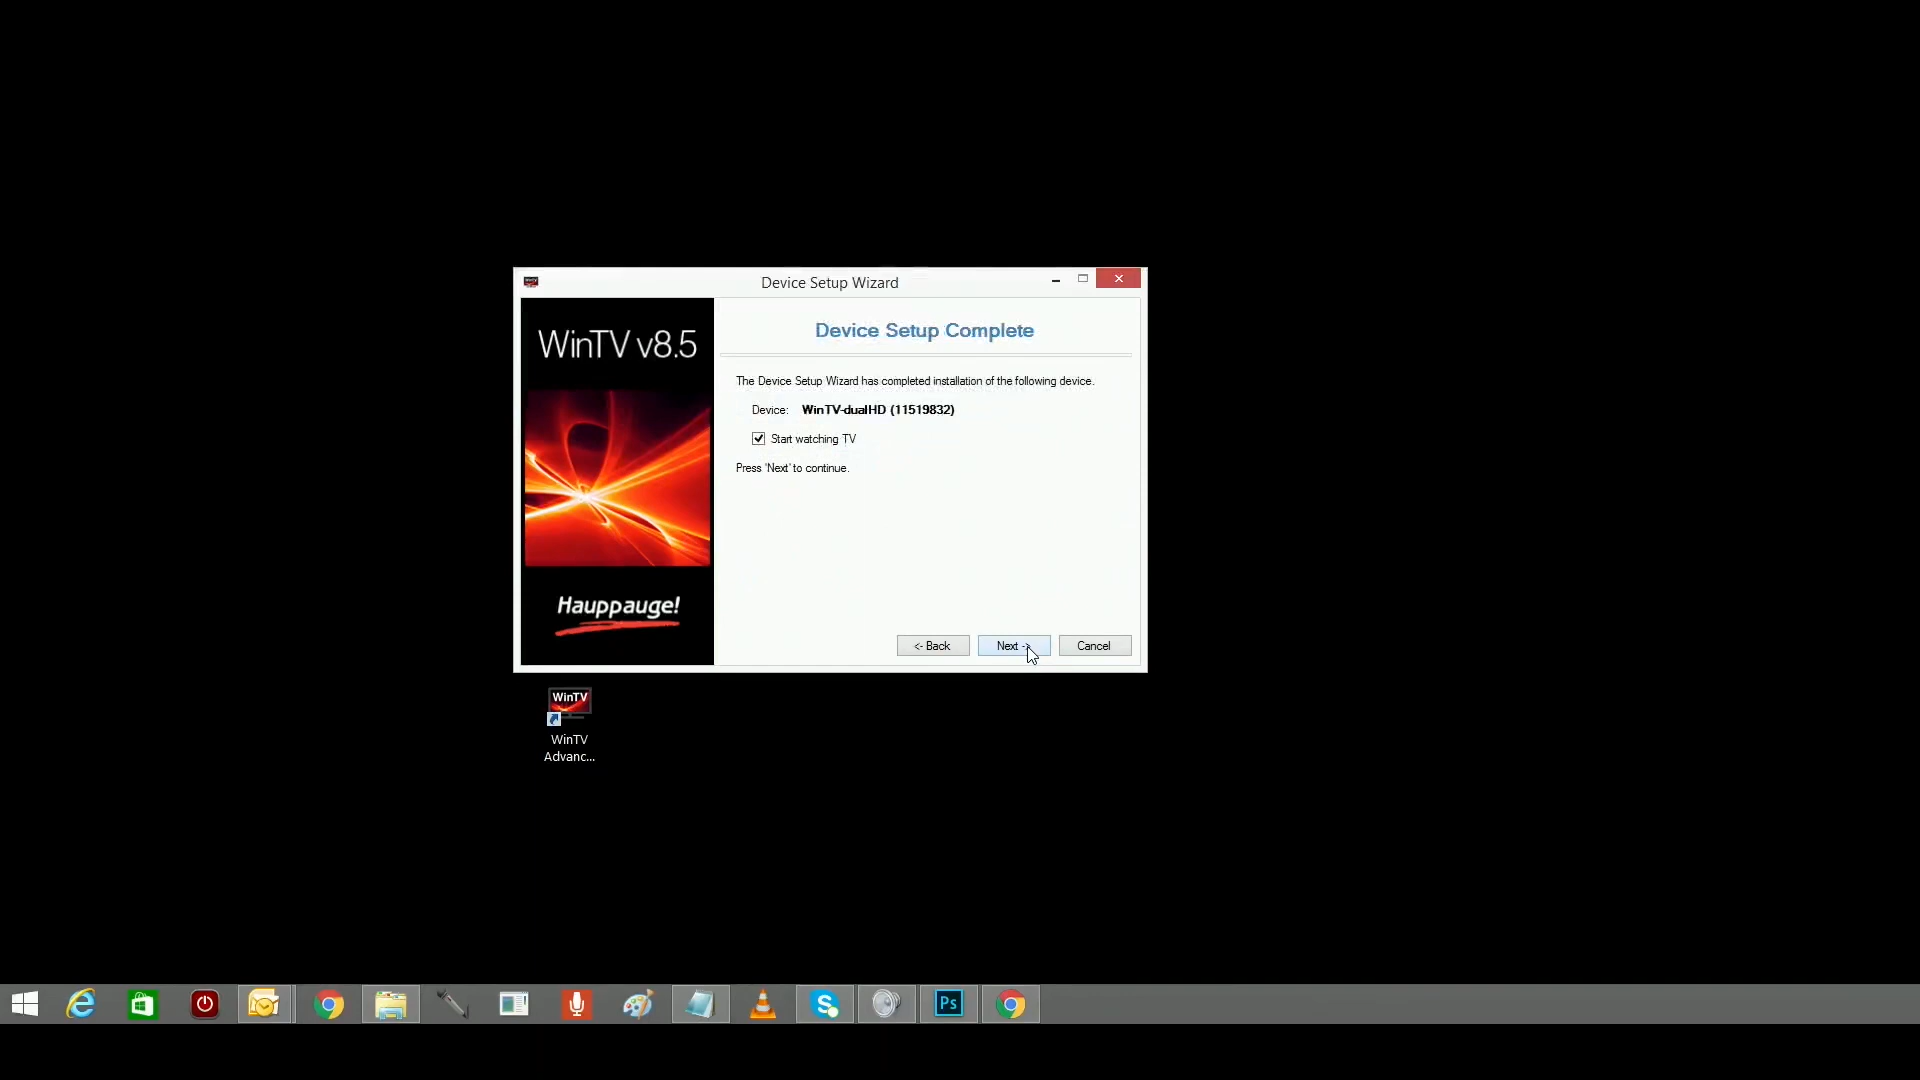 Device Setup Wizard
WinTV v8.5
Hauppauge!
Device Setup Complete
The Device Setup Wizard has completed installation of the following device.
Device: WinTV-dualHD (11519832)
Start watching TV
Press 'Next' to continue.
<- Back
Next ->
Cancel
WinTV
WinTV
Advanc...
Ps